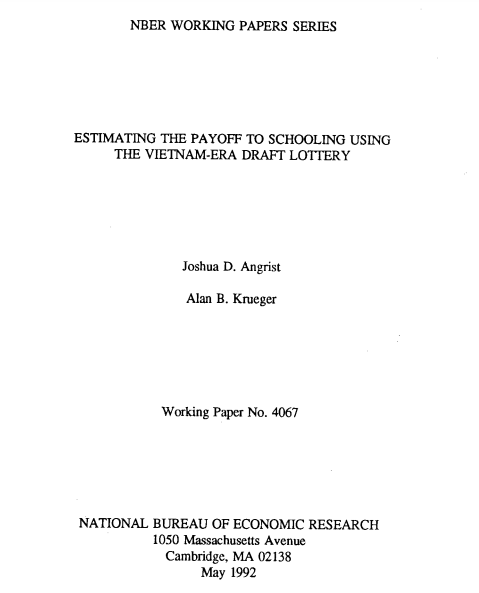 NBER WORKING PAPERS SERIES
ESTIMATING THE PAYOFF TO SCHOOLING USING
THE VIETNAM-ERA DRAFT LOTTERY
Joshua D. Angrist
Alan B. Krueger
Working Paper No. 4067
NATIONAL BUREAU OF ECONOMIC RESEARCH
1050 Massachusetts Avenue
Cambridge, MA 02138
May 1992